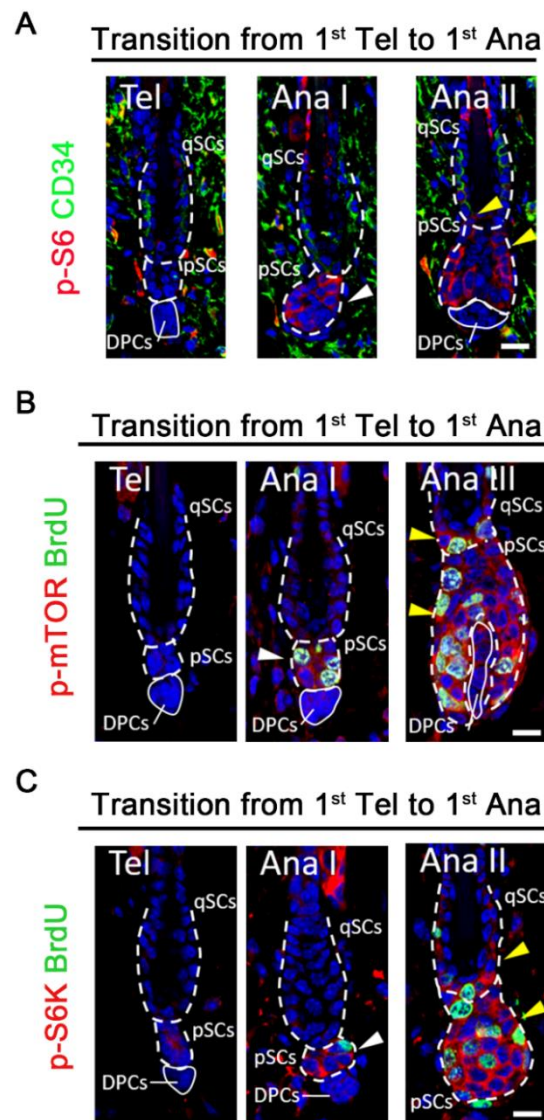 A
Transition from 1st Tel to 1st Ana
p-S6 CD34
Tel
Ana I
Ana II
qSCs
qSCs
qSCs
pSCs
pSCs
pSCs
DPCs
DPCs
B
Transition from 1st Tel to 1st Ana
p-mTOR BrdU
Tel
Ana I
Ana III
qSCs
qSCs
qSCs
pSCs
pSCs
pSCs
DPCs
DPCs
DPCs
C
Transition from 1st Tel to 1st Ana
p-S6K BrdU
Tel
Ana I
Ana II
qSCs
qSCs
qSCs
pSCs
pSCs
DPCs
DPCs
pSCs